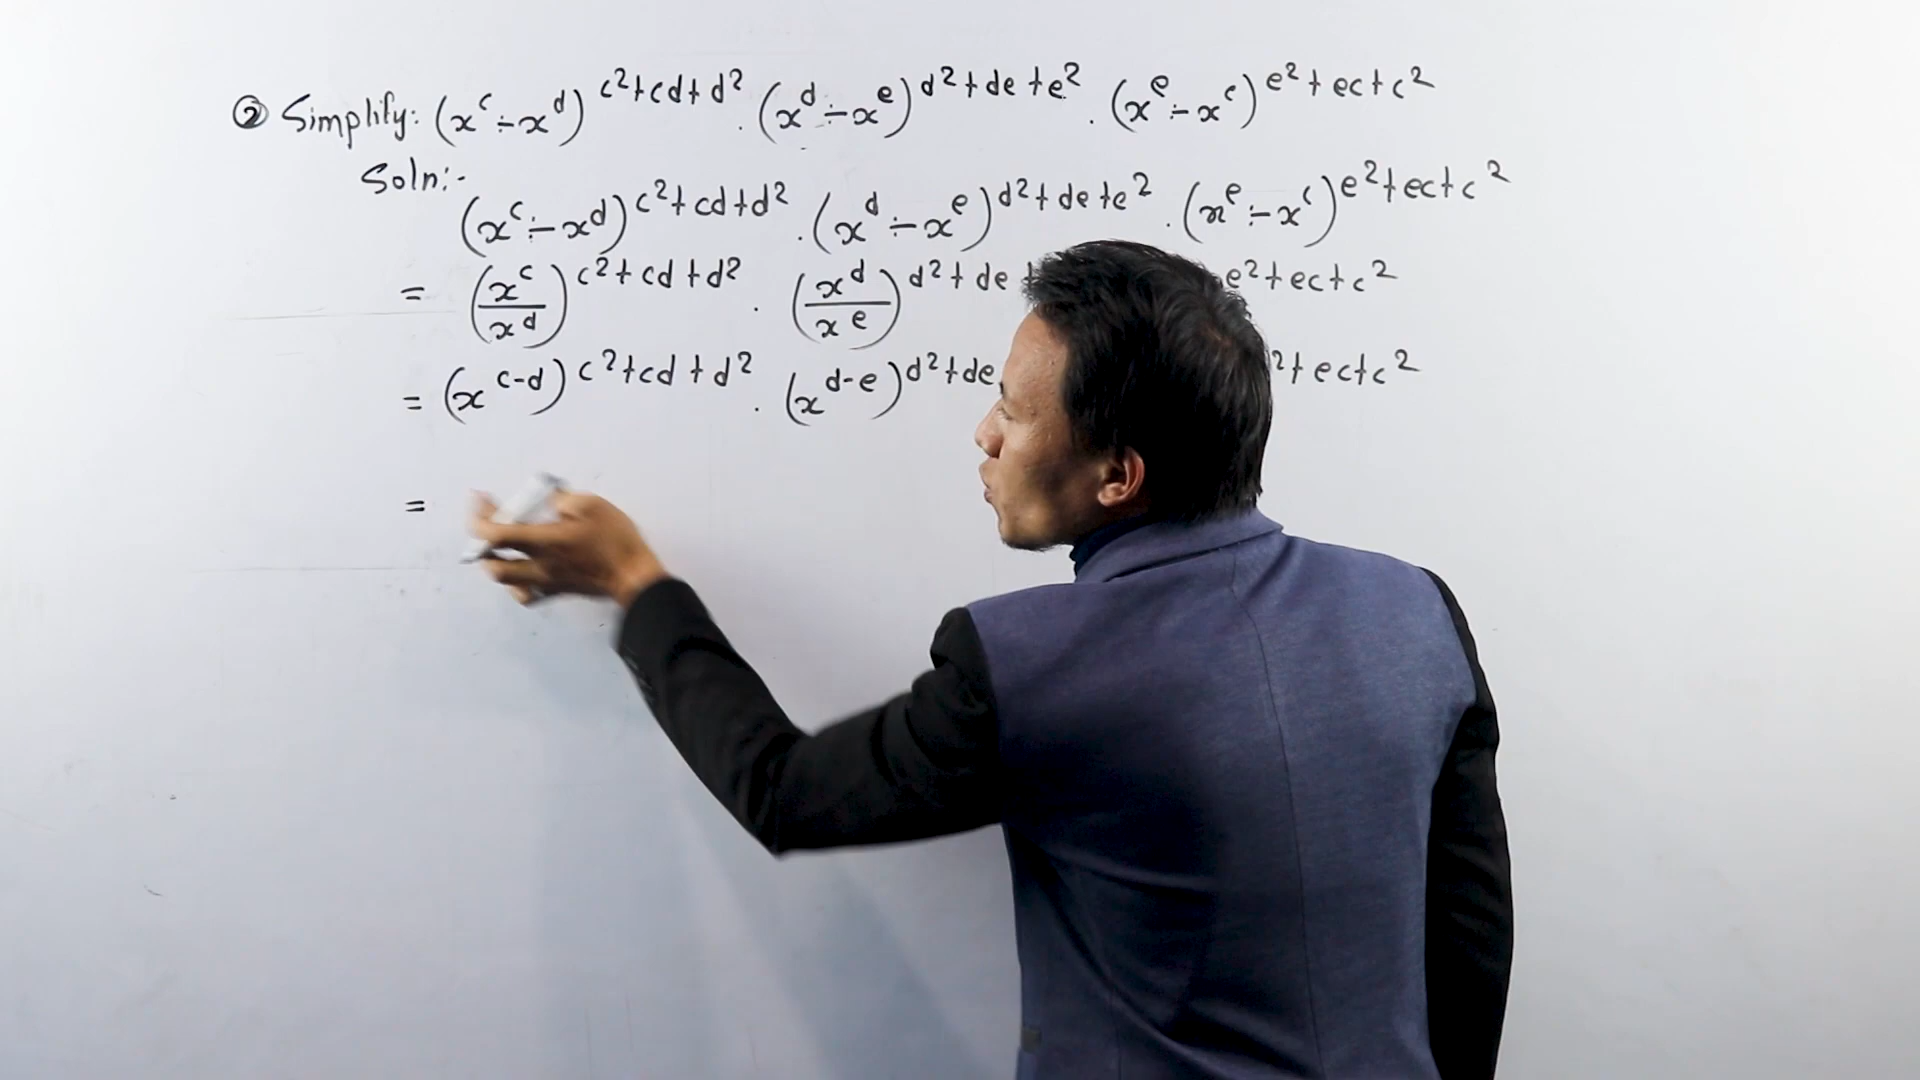 ② Simplify: (x^c ÷ x^d)^c²+cd+d² . (x^d ÷ x^e)^d²+de+e² . (x^e ÷ x^c)^e²+ec+c²
Soln:-
(x^c ÷ x^d)^c²+cd+d² . (x^d ÷ x^e)^d²+de+e² . (x^e ÷ x^c)^e²+ec+c²
= (x^c/x^d)^c²+cd+d² . (x^d/x^e)^d²+de + e²+ec+c²
= (x^c-d)^c²+cd+d² . (x^d-e)^d²+de ²+ec+c²
=